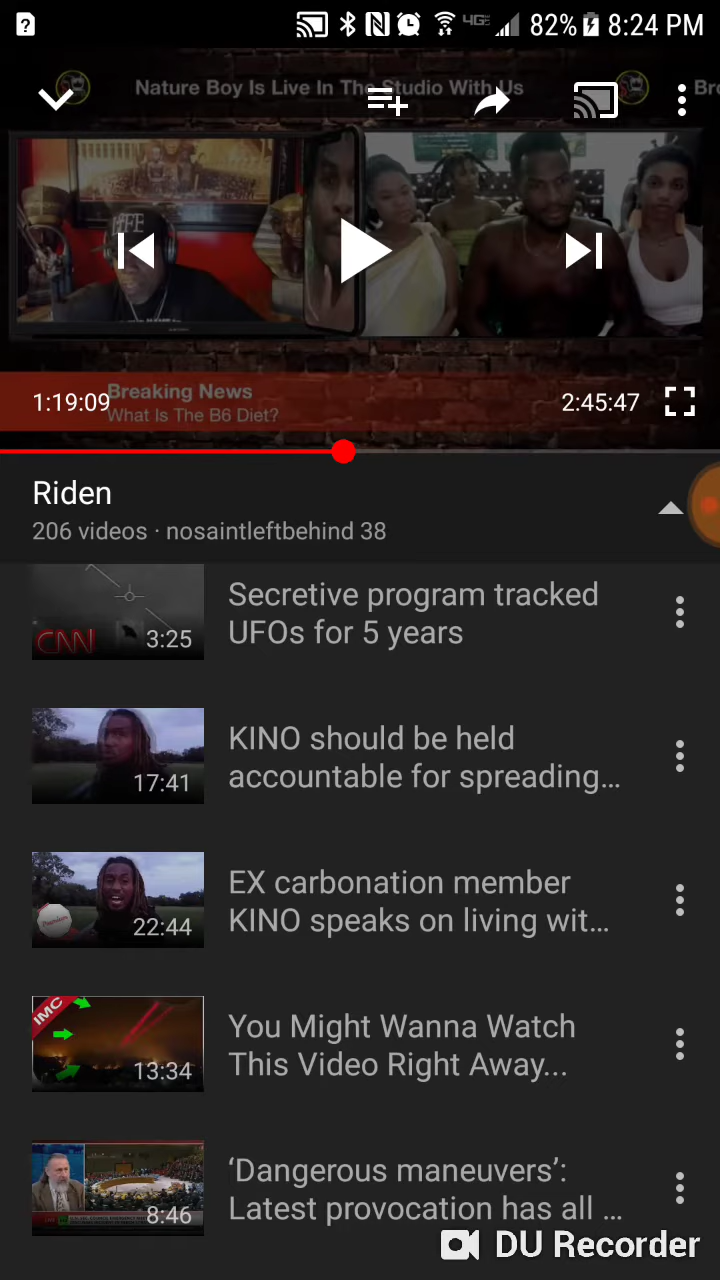 4GE 82% 8:24 PM
Nature Boy Is Live In The Studio With Us
Bro
HFE
1:19:09
Breaking News
2:45:47
What Is The B6 Diet?
Riden
206 videos · nosaintleftbehind 38
Secretive program tracked
UFOs for 5 years
CNN
3:25
KINO should be held
accountable for spreading...
17:41
EX carbonation member
KINO speaks on living wit...
22:44
You Might Wanna Watch
This Video Right Away...
IMC
13:34
‘Dangerous maneuvers’:
Latest provocation has all ...
8:46
DU Recorder